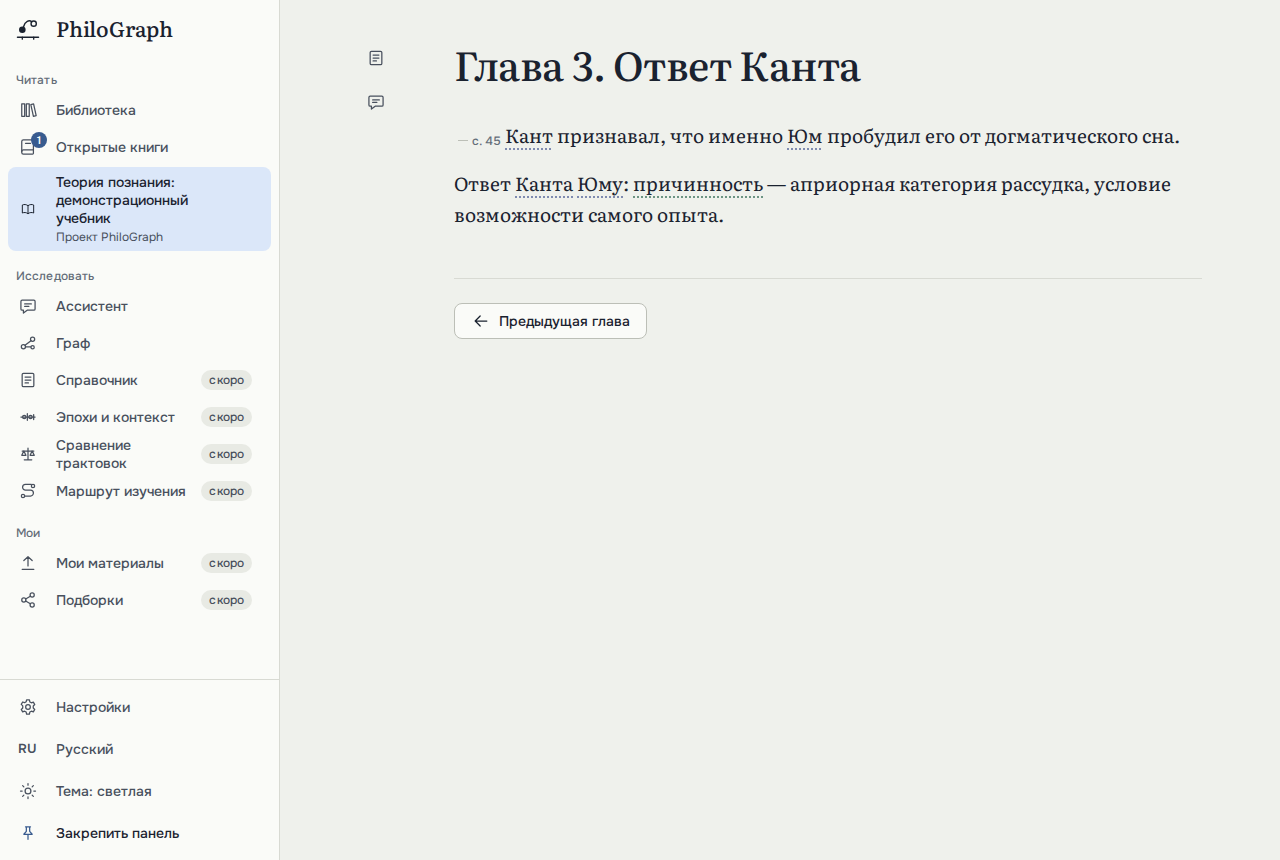 PhiloGraph
Читать
Библиотека
1
Открытые книги
Теория познания:
демонстрационный
учебник
Проект PhiloGraph
Исследовать
Ассистент
Граф
Справочник скоро
Эпохи и контекст скоро
Сравнение
трактовок скоро
Маршрут изучения скоро
Мои
Мои материалы скоро
Подборки скоро
Настройки
RU Русский
Тема: светлая
Закрепить панель
Глава 3. Ответ Канта
— с. 45 Кант признавал, что именно Юм пробудил его от догматического сна.
Ответ Канта Юму: причинность — априорная категория рассудка, условие
возможности самого опыта.
Предыдущая глава